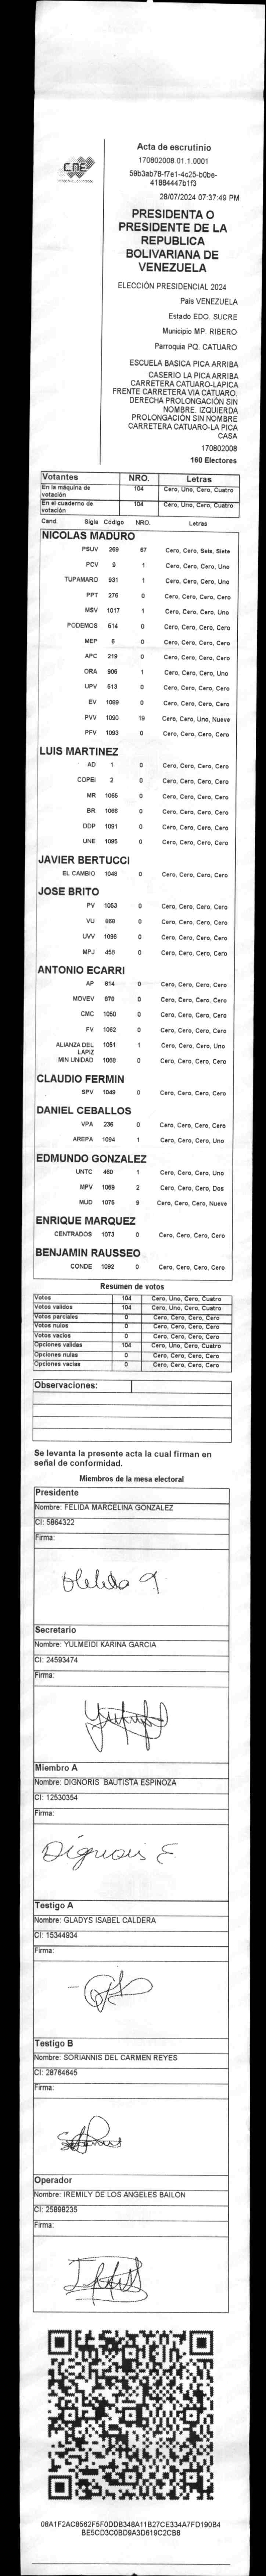 CNE
Acta de escrutinio
170802008.01.1.0001
59b3ab78-f7e1-4c25-b0be-
41884447b1f3
28/07/2024 07:37:49 PM
PRESIDENTA O
PRESIDENTE DE LA
REPUBLICA
BOLIVARIANA DE
VENEZUELA
ELECCIÓN PRESIDENCIAL 2024
Pais VENEZUELA
Estado EDO. SUCRE
Municipio MP. RIBERO
Parroquia PQ. CATUARO
ESCUELA BASICA PICA ARRIBA
CASERIO LA PICA ARRIBA
CARRETERA CATUARO-LAPICA
FRENTE CARRETERA VIA CATUARO.
DERECHA PROLONGACIÓN SIN
NOMBRE. IZQUIERDA
PROLONGACIÓN SIN NOMBRE
CARRETERA CATUARO-LA PICA
CASA
170802008
160 Electores
Votantes NRO. Letras
En la máquina de votación 104 Cero, Uno, Cero, Cuatro
En el cuaderno de votación 104 Cero, Uno, Cero, Cuatro
Cand. Sigla Código NRO. Letras
NICOLAS MADURO
PSUV 269 67 Cero, Cero, Seis, Siete
PCV 9 1 Cero, Cero, Cero, Uno
TUPAMARO 931 1 Cero, Cero, Cero, Uno
PPT 276 0 Cero, Cero, Cero, Cero
MSV 1017 1 Cero, Cero, Cero, Uno
PODEMOS 514 0 Cero, Cero, Cero, Cero
MEP 6 0 Cero, Cero, Cero, Cero
APC 219 0 Cero, Cero, Cero, Cero
ORA 906 1 Cero, Cero, Cero, Uno
UPV 513 0 Cero, Cero, Cero, Cero
EV 1089 0 Cero, Cero, Cero, Cero
PVV 1090 19 Cero, Cero, Uno, Nueve
PFV 1093 0 Cero, Cero, Cero, Cero
LUIS MARTINEZ
AD 1 0 Cero, Cero, Cero, Cero
COPEI 2 0 Cero, Cero, Cero, Cero
MR 1065 0 Cero, Cero, Cero, Cero
BR 1066 0 Cero, Cero, Cero, Cero
DDP 1091 0 Cero, Cero, Cero, Cero
UNE 1095 0 Cero, Cero, Cero, Cero
JAVIER BERTUCCI
EL CAMBIO 1048 0 Cero, Cero, Cero, Cero
JOSE BRITO
PV 1053 0 Cero, Cero, Cero, Cero
VU 868 0 Cero, Cero, Cero, Cero
UVV 1096 0 Cero, Cero, Cero, Cero
MPJ 458 0 Cero, Cero, Cero, Cero
ANTONIO ECARRI
AP 814 0 Cero, Cero, Cero, Cero
MOVEV 878 0 Cero, Cero, Cero, Cero
CMC 1050 0 Cero, Cero, Cero, Cero
FV 1062 0 Cero, Cero, Cero, Cero
ALIANZA DEL LAPIZ 1051 1 Cero, Cero, Cero, Uno
MIN UNIDAD 1068 0 Cero, Cero, Cero, Cero
CLAUDIO FERMIN
SPV 1049 0 Cero, Cero, Cero, Cero
DANIEL CEBALLOS
VPA 236 0 Cero, Cero, Cero, Cero
AREPA 1094 1 Cero, Cero, Cero, Uno
EDMUNDO GONZALEZ
UNTC 460 1 Cero, Cero, Cero, Uno
MPV 1069 2 Cero, Cero, Cero, Dos
MUD 1075 9 Cero, Cero, Cero, Nueve
ENRIQUE MARQUEZ
CENTRADOS 1073 0 Cero, Cero, Cero, Cero
BENJAMIN RAUSSEO
CONDE 1092 0 Cero, Cero, Cero, Cero
Resumen de votos
Votos 104 Cero, Uno, Cero, Cuatro
Votos validos 104 Cero, Uno, Cero, Cuatro
Votos parciales 0 Cero, Cero, Cero, Cero
Votos nulos 0 Cero, Cero, Cero, Cero
Votos vacios 0 Cero, Cero, Cero, Cero
Opciones validas 104 Cero, Uno, Cero, Cuatro
Opciones nulas 0 Cero, Cero, Cero, Cero
Opciones vacias 0 Cero, Cero, Cero, Cero
Observaciones:
Se levanta la presente acta la cual firman en
señal de conformidad.
Miembros de la mesa electoral
Presidente
Nombre: FELIDA MARCELINA GONZALEZ
CI: 5864322
Firma:
Secretario
Nombre: YULMEIDI KARINA GARCIA
CI: 24593474
Firma:
Miembro A
Nombre: DIGNORIS BAUTISTA ESPINOZA
CI: 12530354
Firma:
Dignoris E
Testigo A
Nombre: GLADYS ISABEL CALDERA
CI: 15344934
Firma:
Testigo B
Nombre: SORIANNIS DEL CARMEN REYES
CI: 28764645
Firma:
Operador
Nombre: IREMILY DE LOS ANGELES BAILON
CI: 25898235
Firma:
08A1F2AC8562F5F0DDB348A11B27CE334A7FD190B4
BE5CD3C0BD9A3D619C2CB8